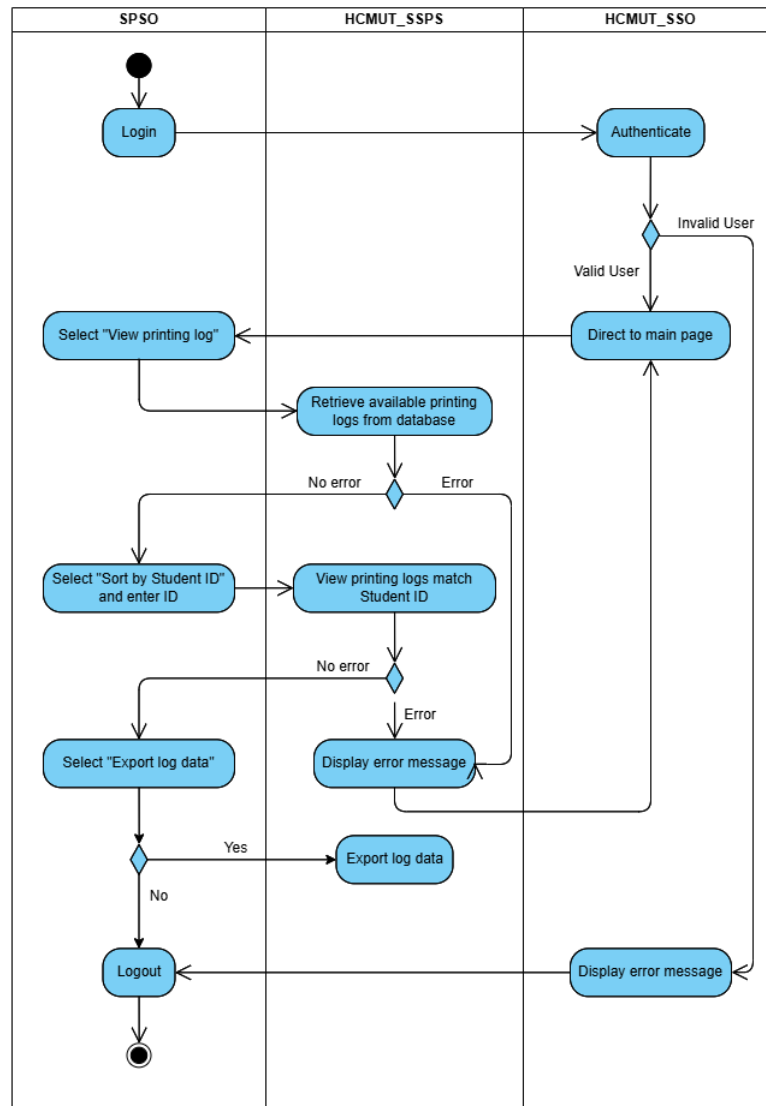 SPSO
HCMUT_SSPS
HCMUT_SSO
Login
Authenticate
Invalid User
Valid User
Select "View printing log"
Direct to main page
Retrieve available printing
logs from database
No error
Error
Select "Sort by Student ID"
and enter ID
View printing logs match
Student ID
No error
Error
Select "Export log data"
Display error message
Yes
Export log data
No
Logout
Display error message